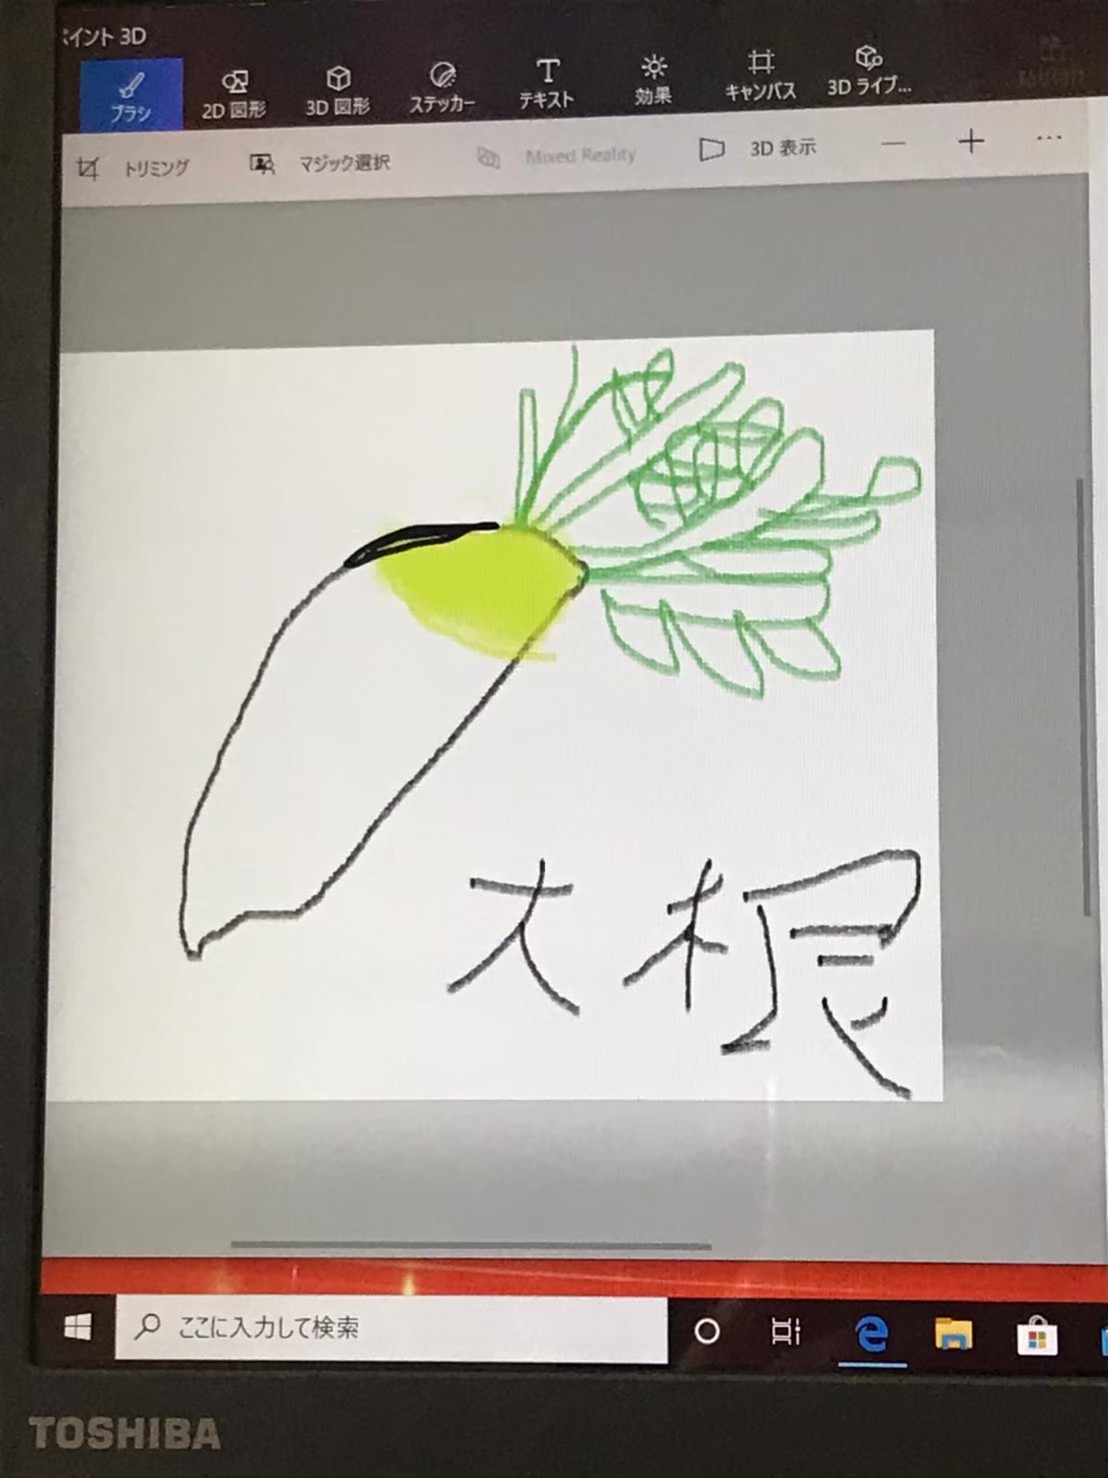 ペイント 3D
ブラシ 2D 図形 3D 図形 ステッカー テキスト 効果 キャンバス 3D ライブ...
トリミング マジック選択 Mixed Reality 3D 表示
大根
ここに入力して検索
TOSHIBA